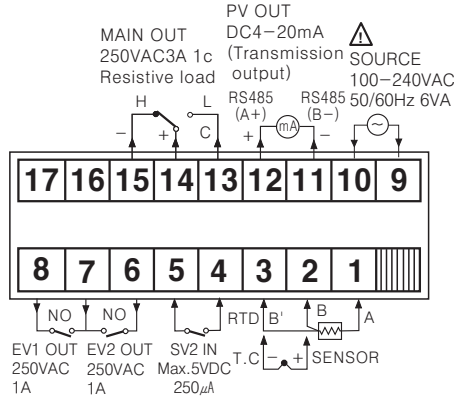 MAIN OUT
250VAC3A 1c
Resistive load
PV OUT
DC4-20mA
(Transmission
output)
SOURCE
100-240VAC
50/60Hz 6VA
H
L
C
- +
RS485
(A+)
RS485
(B-)
+ mA -
17 16 15 14 13 12 11 10 9
8 7 6 5 4 3 2 1
NO
NO
RTD
B'
B
A
EV1 OUT
250VAC
1A
EV2 OUT
250VAC
1A
SV2 IN
Max.5VDC
250㎂
T.C - + SENSOR